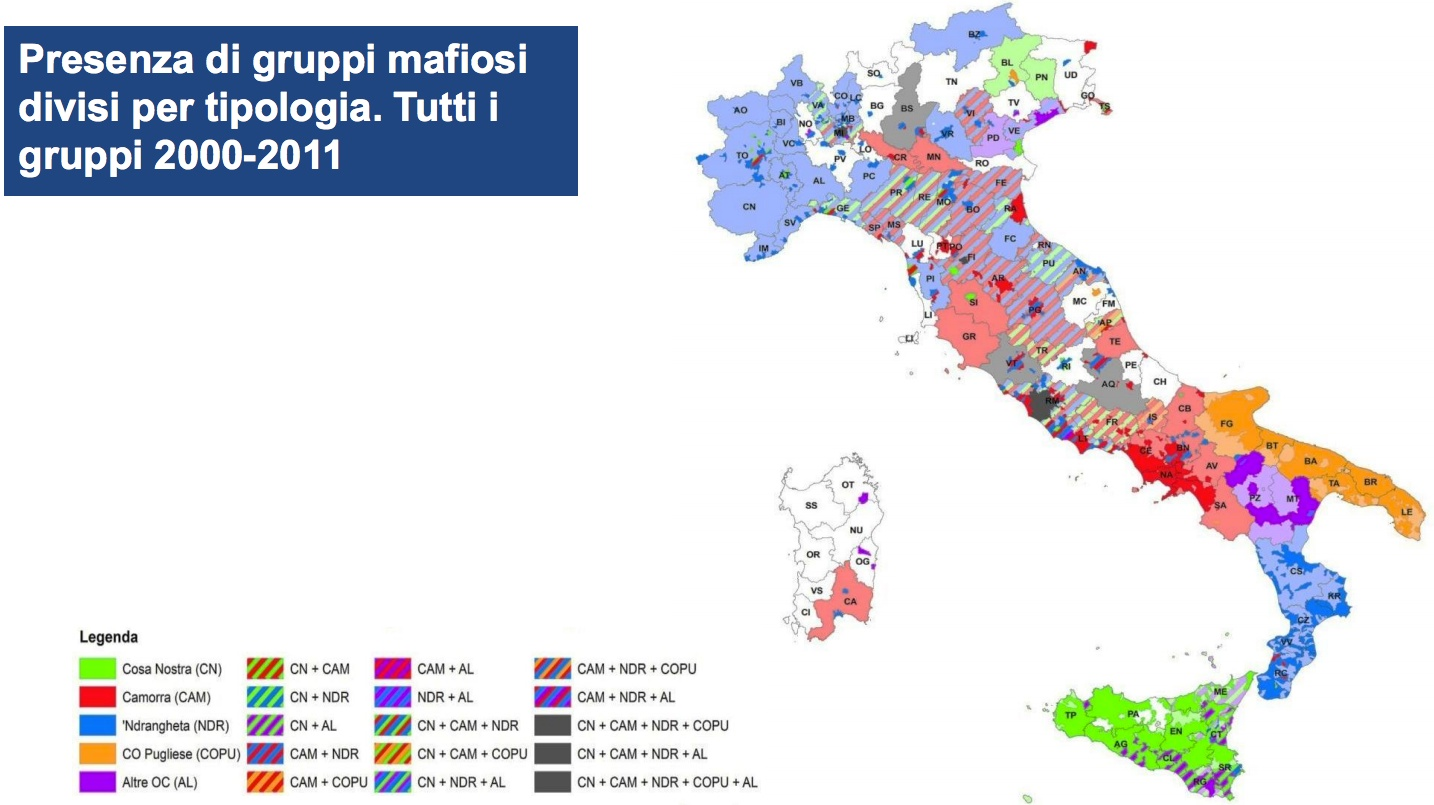 Presenza di gruppi mafiosi
divisi per tipologia. Tutti i
gruppi 2000-2011
BZ
SO
TN
BL
PN
UD
VB
AO
VA
CO
LC
BG
BS
TV
GO
TS
BI
NO
MB
MI
VI
VR
PD
VE
TO
VC
PV
LO
CR
MN
RO
AT
AL
PC
CN
GE
PR
RE
MO
FE
BO
RA
SV
IM
SP
MS
LU
PT
PO
FI
FC
RN
PU
PI
AR
AN
LI
SI
PG
MC
FM
LI
GR
AP
TE
TR
VT
RI
PE
AQ
CH
RM
FR
IS
CB
LT
FG
CE
BN
BT
NA
AV
BA
SA
PZ
MT
TA
BR
LE
SS
OT
NU
OR
OG
VS
CA
CI
CS
RR
CZ
VV
RC
ME
TP
PA
EN
CT
AG
CL
SR
RG
Legenda
Cosa Nostra (CN)
Camorra (CAM)
'Ndrangheta (NDR)
CO Pugliese (COPU)
Altre OC (AL)
CN + CAM
CN + NDR
CN + AL
CAM + NDR
CAM + COPU
CAM + AL
NDR + AL
CN + CAM + NDR
CN + CAM + COPU
CN + NDR + AL
CAM + NDR + COPU
CAM + NDR + AL
CN + CAM + NDR + COPU
CN + CAM + NDR + AL
CN + CAM + NDR + COPU + AL